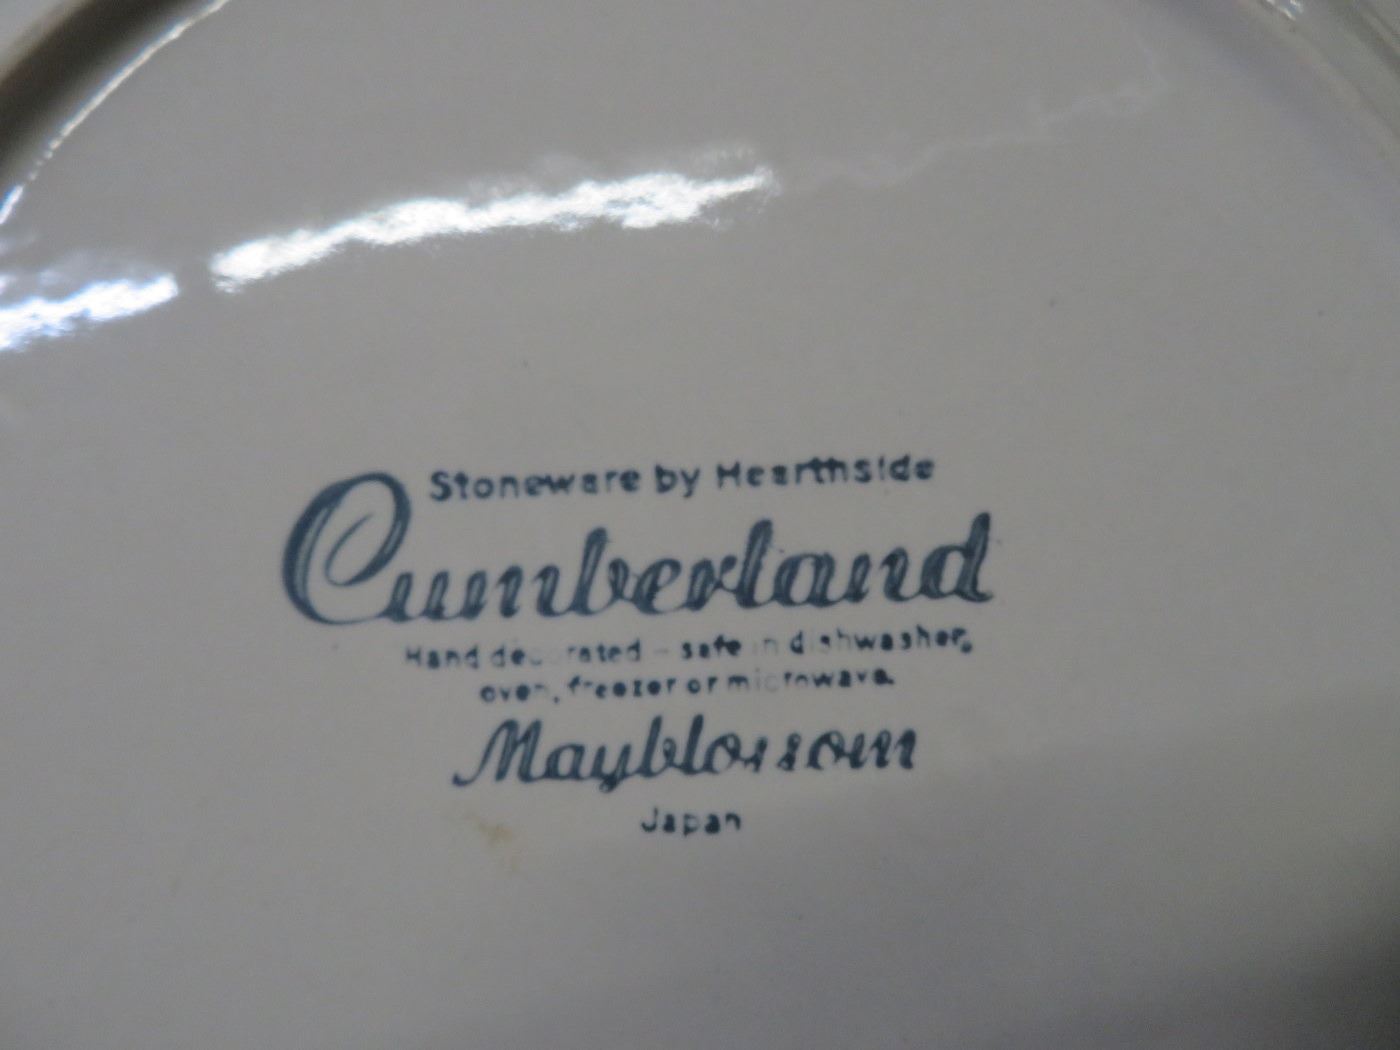 Stoneware by Hearthside
Cumberland
Hand decorated - safe in dishwasher,
oven, freezer or microwave.
Mayblossom
Japan